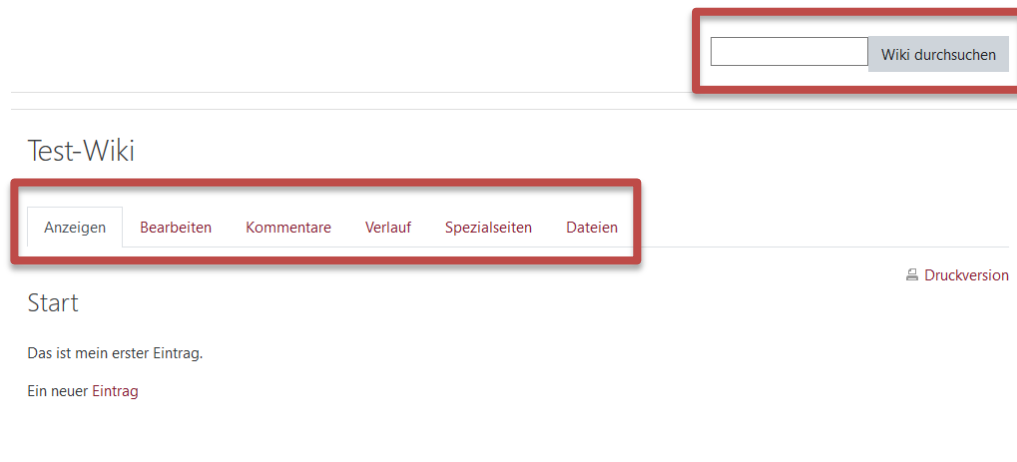 Wiki durchsuchen
Test-Wiki
Anzeigen Bearbeiten Kommentare Verlauf Spezialseiten Dateien
Druckversion
Start
Das ist mein erster Eintrag.
Ein neuer Eintrag